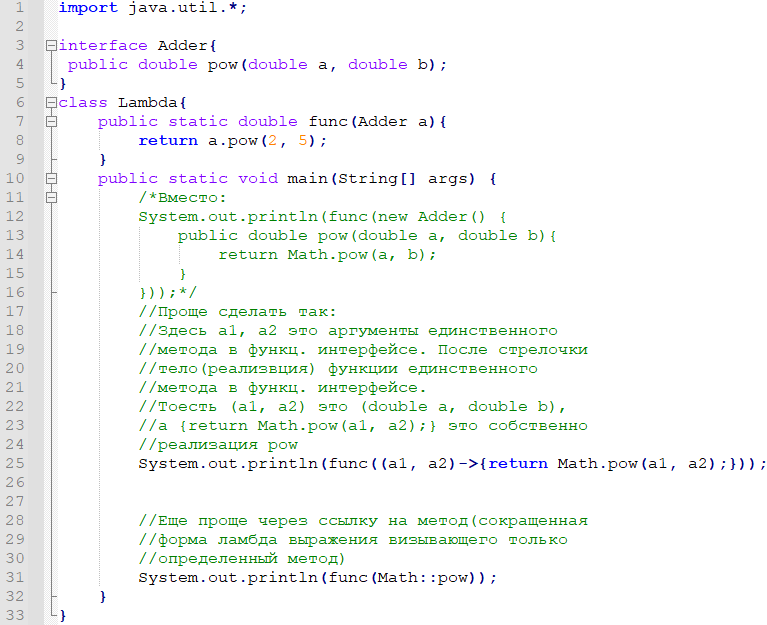 1 import java.util.*;
2
3 interface Adder{
4  public double pow(double a, double b);
5 }
6 class Lambda{
7     public static double func(Adder a){
8         return a.pow(2, 5);
9     }
10     public static void main(String[] args) {
11         /*Вместо:
12         System.out.println(func(new Adder() {
13             public double pow(double a, double b){
14                 return Math.pow(a, b);
15             }
16         }));*/
17         //Проще сделать так:
18         //Здесь a1, a2 это аргументы единственного
19         //метода в функц. интерфейсе. После стрелочки
20         //тело(реализвция) функции единственного
21         //метода в функц. интерфейсе.
22         //Тоесть (a1, a2) это (double a, double b),
23         //а {return Math.pow(a1, a2);} это собственно
24         //реализация pow
25         System.out.println(func((a1, a2)->{return Math.pow(a1, a2);}));
26
27
28         //Еще проще через ссылку на метод(сокращенная
29         //форма ламбда выражения визывающего только
30         //определенный метод)
31         System.out.println(func(Math::pow));
32     }
33 }